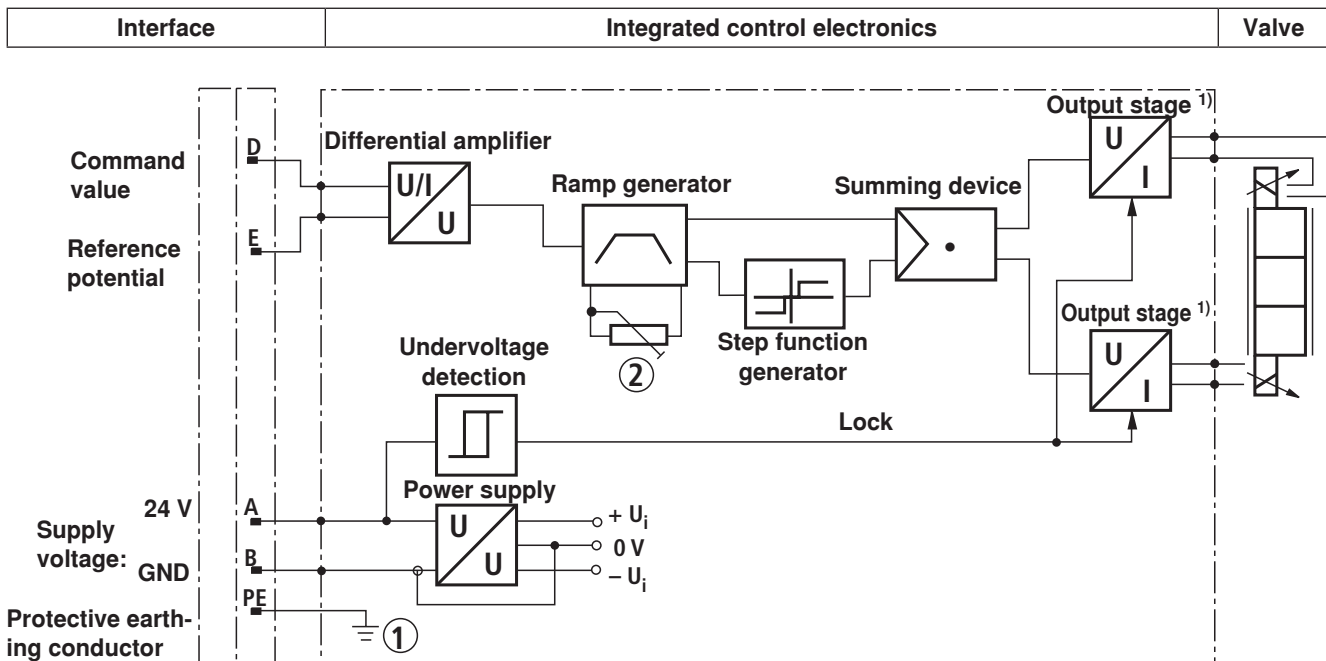 Interface
Integrated control electronics
Valve
Output stage 1)
D
Differential amplifier
U
I
Command
value
U/I
U
Ramp generator
Summing device
E
Reference
potential
Output stage 1)
Undervoltage
detection
2
Step function
generator
U
I
Lock
Power supply
24 V
A
U
U
+ Ui
Supply
voltage:
0 V
GND
B
– Ui
PE
Protective earth-
ing conductor
1